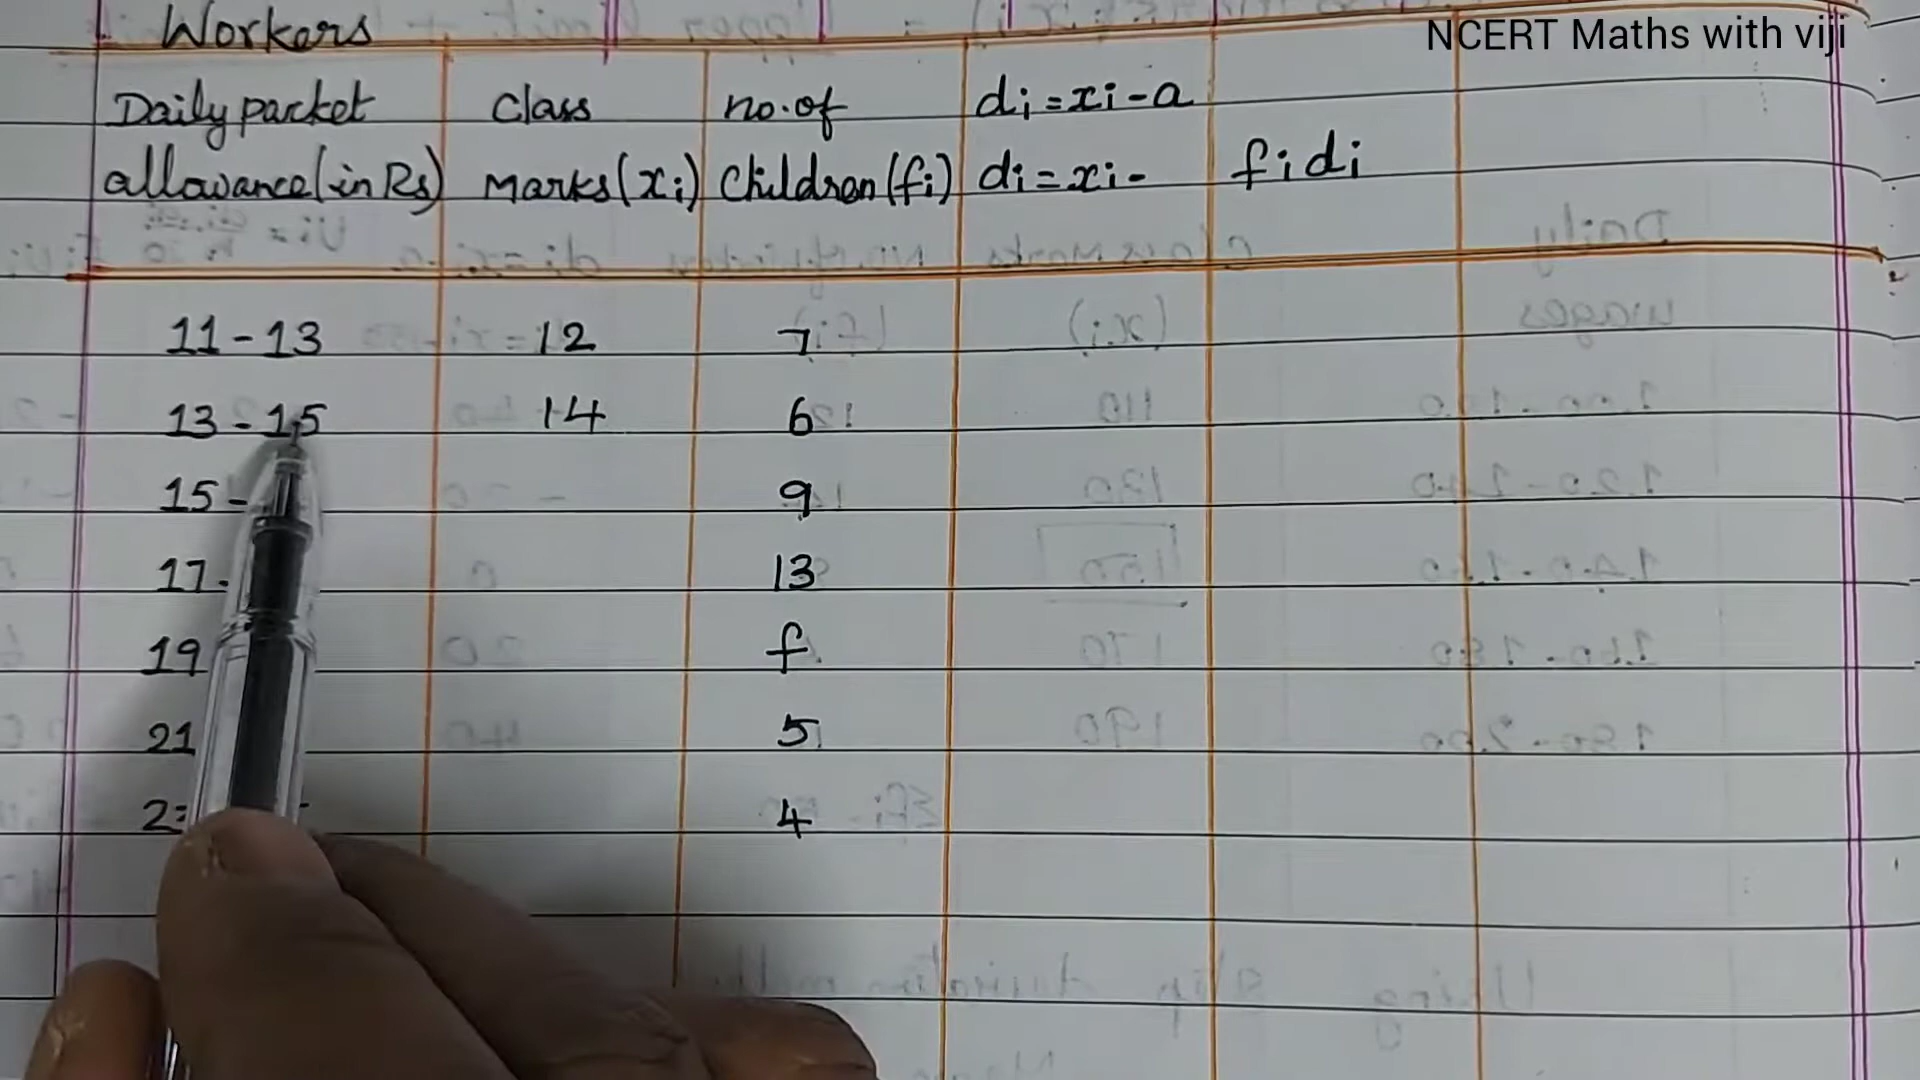 NCERT Maths with viji
Workers
Daily packet allowance (in Rs) class marks (xi) no. of children (fi) di = xi - a di = xi - fidi
11 - 13 12 7
13 - 15 14 6
15 - 9
17 - 13
19 f
21 5
4